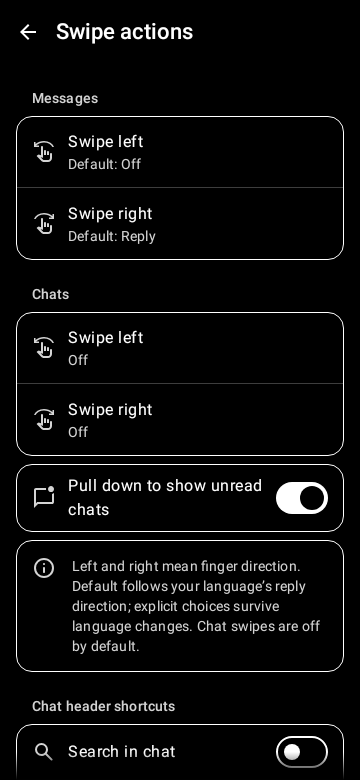 Swipe actions
Messages
Swipe left
Default: Off
Swipe right
Default: Reply
Chats
Swipe left
Off
Swipe right
Off
Pull down to show unread
chats
Left and right mean finger direction.
Default follows your language’s reply
direction; explicit choices survive
language changes. Chat swipes are off
by default.
Chat header shortcuts
Search in chat